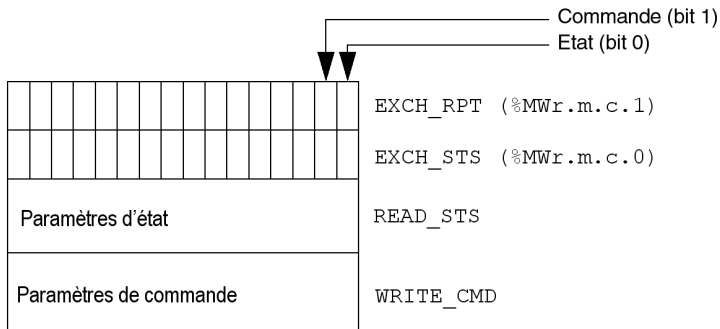 Commande (bit 1)
Etat (bit 0)
EXCH_RPT (%MWr.m.c.1)
EXCH_STS (%MWr.m.c.0)
Paramètres d'état READ_STS
Paramètres de commande WRITE_CMD